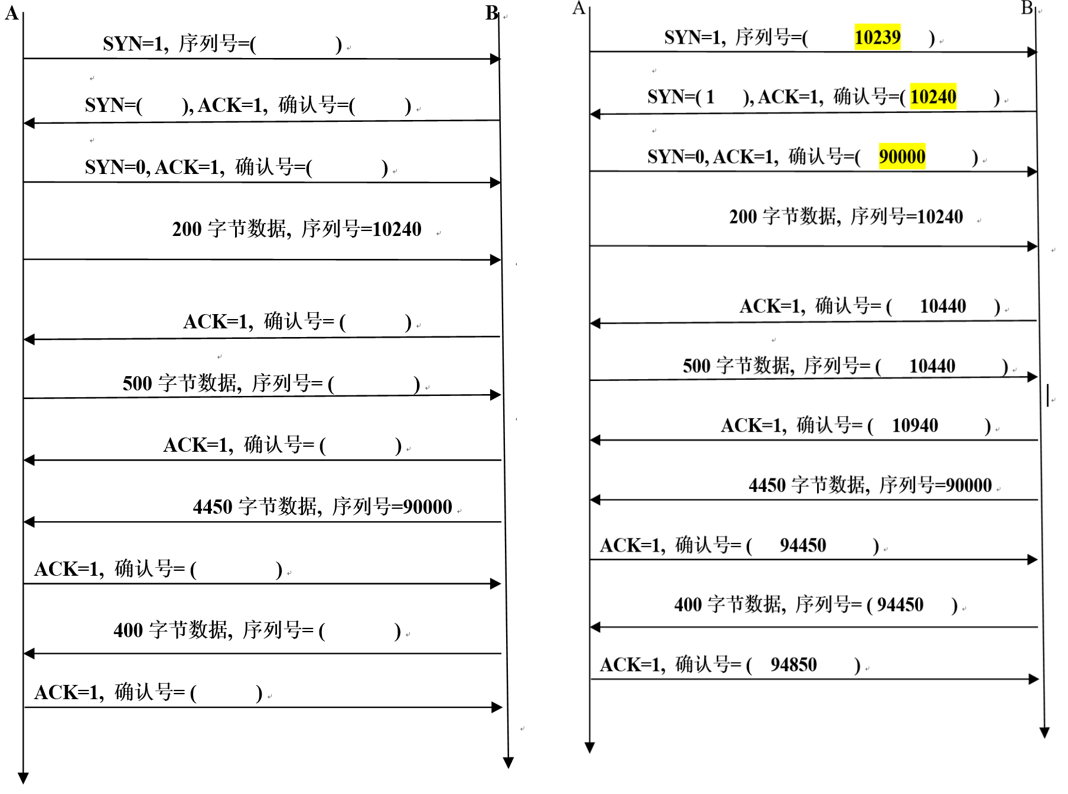 A B
SYN=1, 序列号=( )
SYN=( ), ACK=1, 确认号=( )
SYN=0, ACK=1, 确认号=( )
200 字节数据, 序列号=10240
ACK=1, 确认号= ( )
500 字节数据, 序列号= ( )
ACK=1, 确认号= ( )
4450 字节数据, 序列号=90000
ACK=1, 确认号= ( )
400 字节数据, 序列号= ( )
ACK=1, 确认号= ( )
A B
SYN=1, 序列号=( 10239 )
SYN=( 1 ), ACK=1, 确认号=( 10240 )
SYN=0, ACK=1, 确认号=( 90000 )
200 字节数据, 序列号=10240
ACK=1, 确认号= ( 10440 )
500 字节数据, 序列号= ( 10440 )
ACK=1, 确认号= ( 10940 )
4450 字节数据, 序列号=90000
ACK=1, 确认号= ( 94450 )
400 字节数据, 序列号= ( 94450 )
ACK=1, 确认号= ( 94850 )